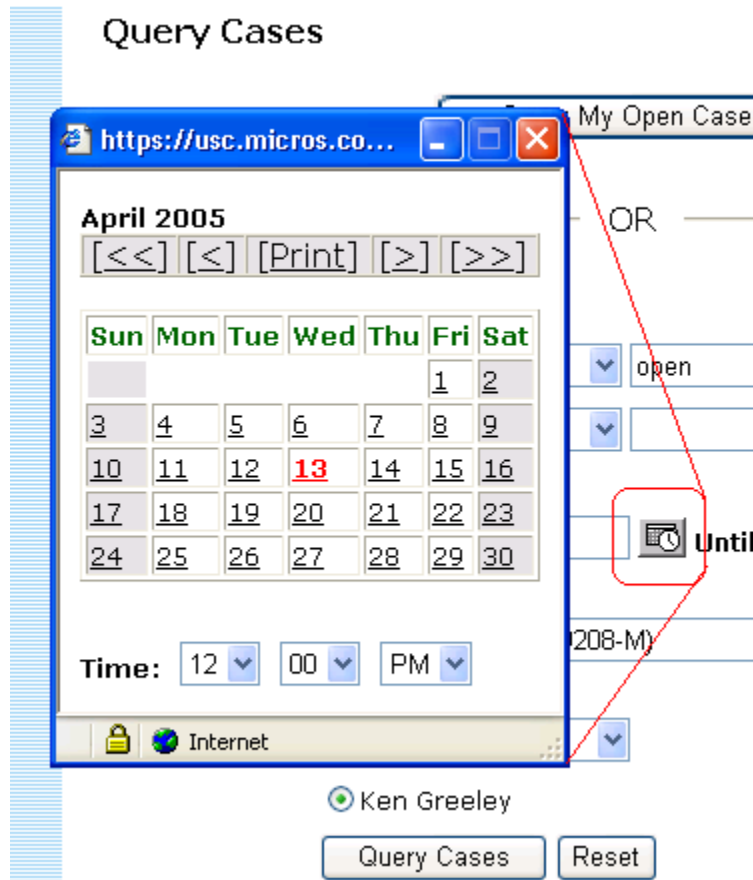 Query Cases
My Open Case
https://usc.micros.co...
April 2005
[<<] [<] [Print] [>] [>>]
OR
Sun Mon Tue Wed Thu Fri Sat
1 2
open
3 4 5 6 7 8 9
10 11 12 13 14 15 16
17 18 19 20 21 22 23
Until
24 25 26 27 28 29 30
208-M)
Time: 12 00 PM
Internet
Ken Greeley
Query Cases Reset